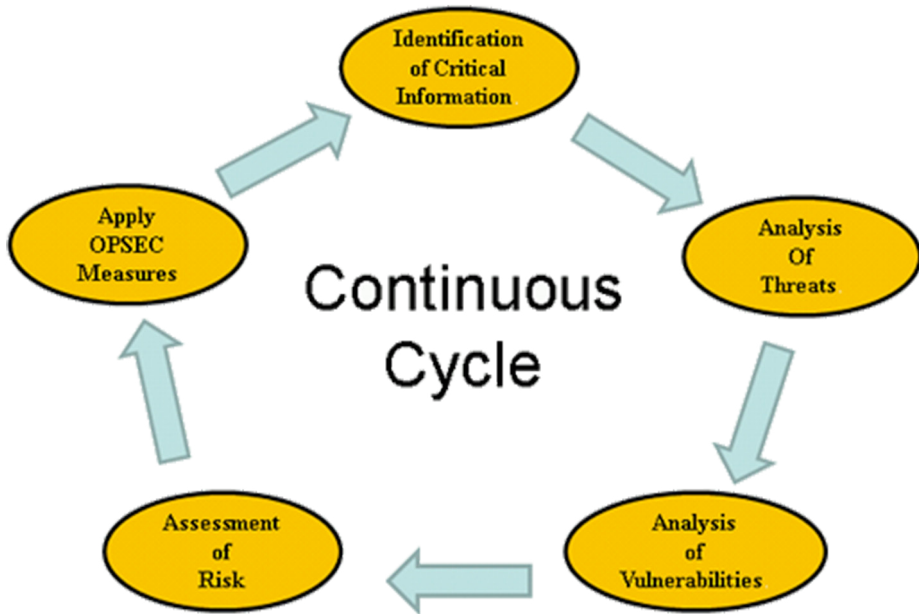 Identification
of Critical
Information
Analysis
Of
Threats
Analysis
of
Vulnerabilities
Assessment
of
Risk
Apply
OPSEC
Measures
Continuous
Cycle